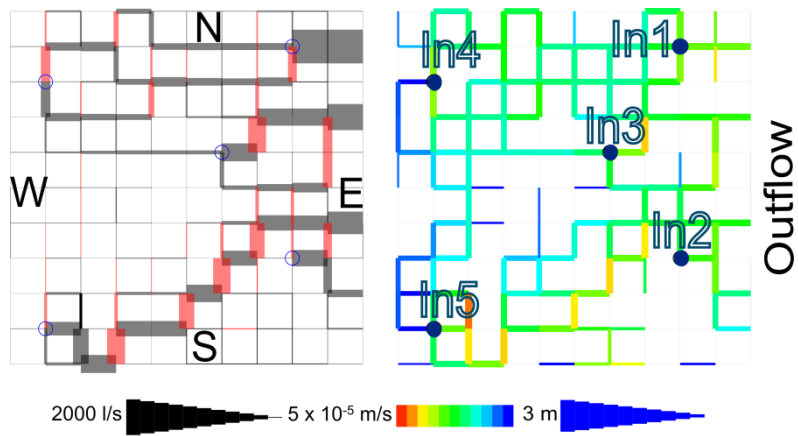 N
W
E
S
In1
In4
In3
In2
In5
Outflow
2000 l/s
5 x 10⁻⁵ m/s
3 m